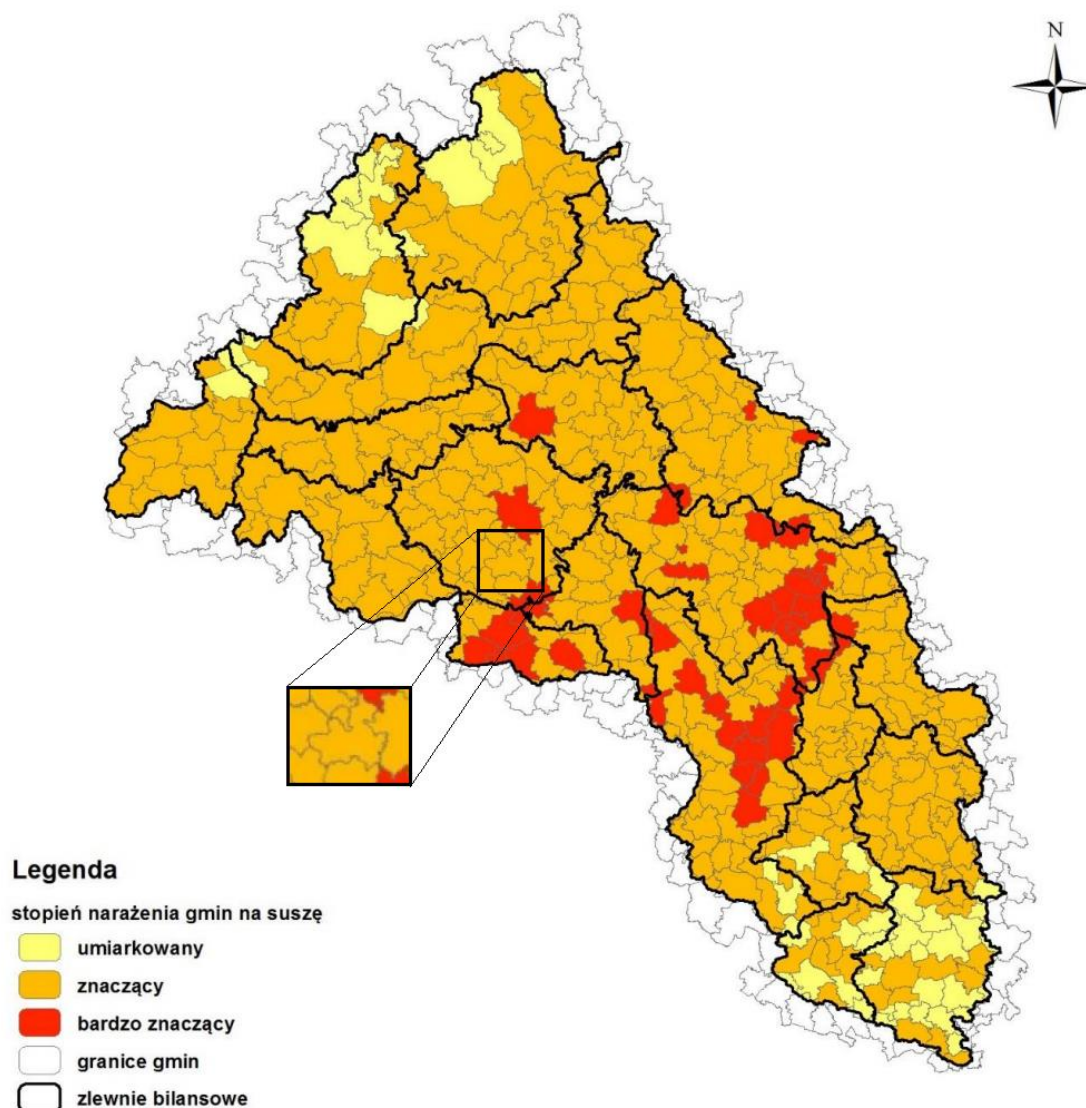 N
Legenda
stopień narażenia gmin na suszę
umiarkowany
znaczący
bardzo znaczący
granice gmin
zlewnie bilansowe